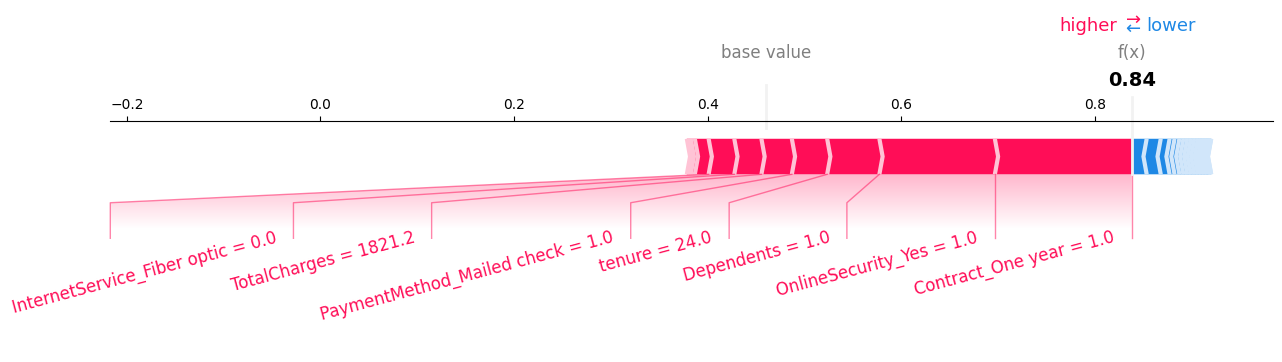 higher ⇄ lower
base value
f(x)
0.84
−0.2 0.0 0.2 0.4 0.6 0.8
InternetService_Fiber optic = 0.0
TotalCharges = 1821.2
PaymentMethod_Mailed check = 1.0
tenure = 24.0
Dependents = 1.0
OnlineSecurity_Yes = 1.0
Contract_One year = 1.0